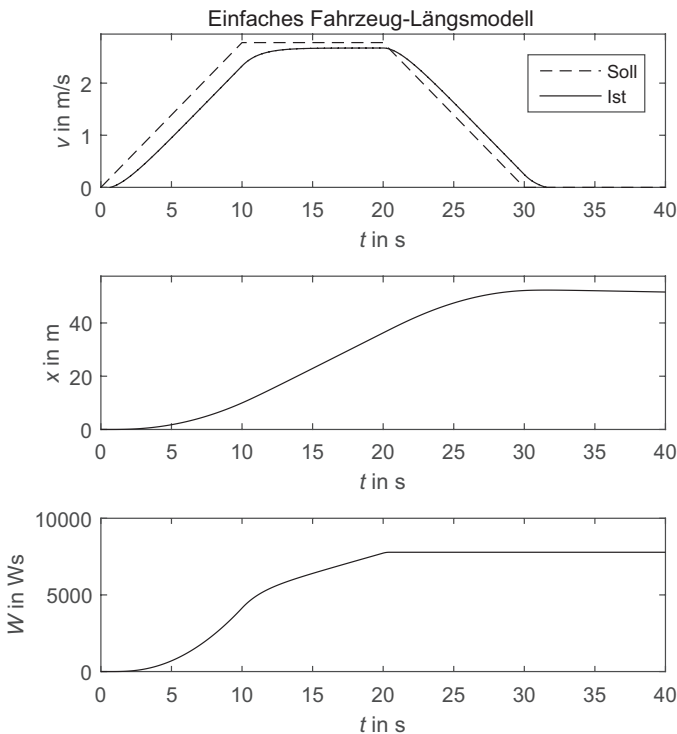 Einfaches Fahrzeug-Längsmodell
v in m/s
2
1
0
Soll
Ist
0 5 10 15 20 25 30 35 40
t in s
x in m
40
20
0
0 5 10 15 20 25 30 35 40
t in s
W in Ws
10000
5000
0
0 5 10 15 20 25 30 35 40
t in s